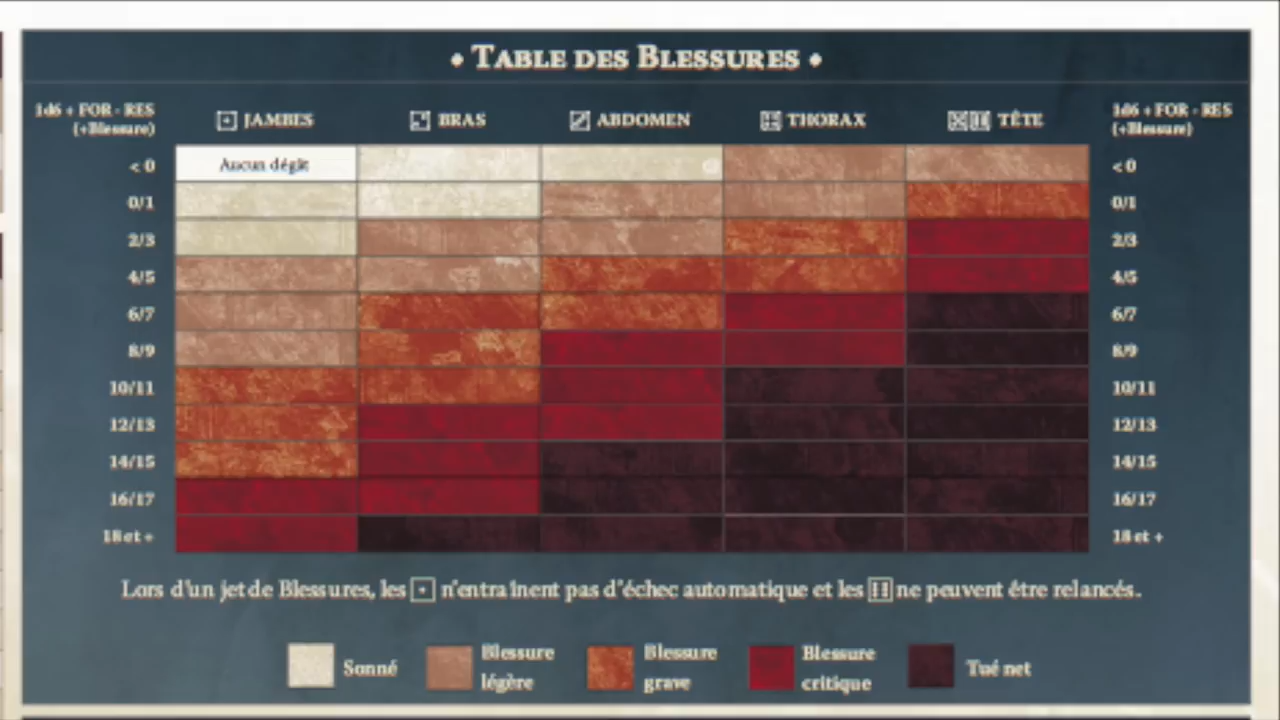 • Table des Blessures •
1d6 + FOR - RES
(+Blessure)
JAMBES
BRAS
ABDOMEN
THORAX
TÊTE
1d6 + FOR - RES
(+Blessure)
< 0
Aucun dégât
< 0
0/1
0/1
2/3
2/3
4/5
4/5
6/7
6/7
8/9
8/9
10/11
10/11
12/13
12/13
14/15
14/15
16/17
16/17
18 et +
18 et +
Lors d'un jet de Blessures, les ⚀ n'entraînent pas d'échec automatique et les ⚅ ne peuvent être relancés.
Sonné
Blessure
légère
Blessure
grave
Blessure
critique
Tué net